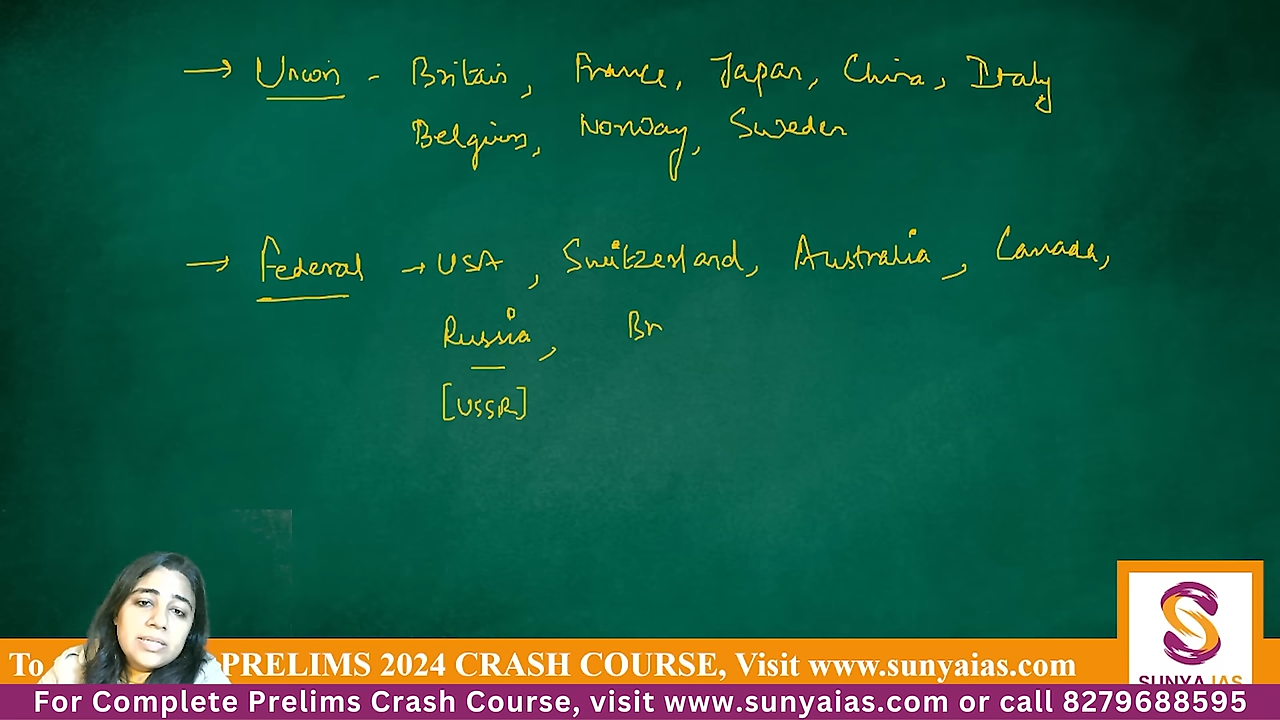 → Union - Britain, France, Japan, China, Italy
Belgium, Norway, Sweden
→ Federal → USA, Switzerland, Australia, Canada,
Russia, Br
[USSR]
To PRELIMS 2024 CRASH COURSE, Visit www.sunyaias.com
SUNYA IAS
For Complete Prelims Crash Course, visit www.sunyaias.com or call 8279688595